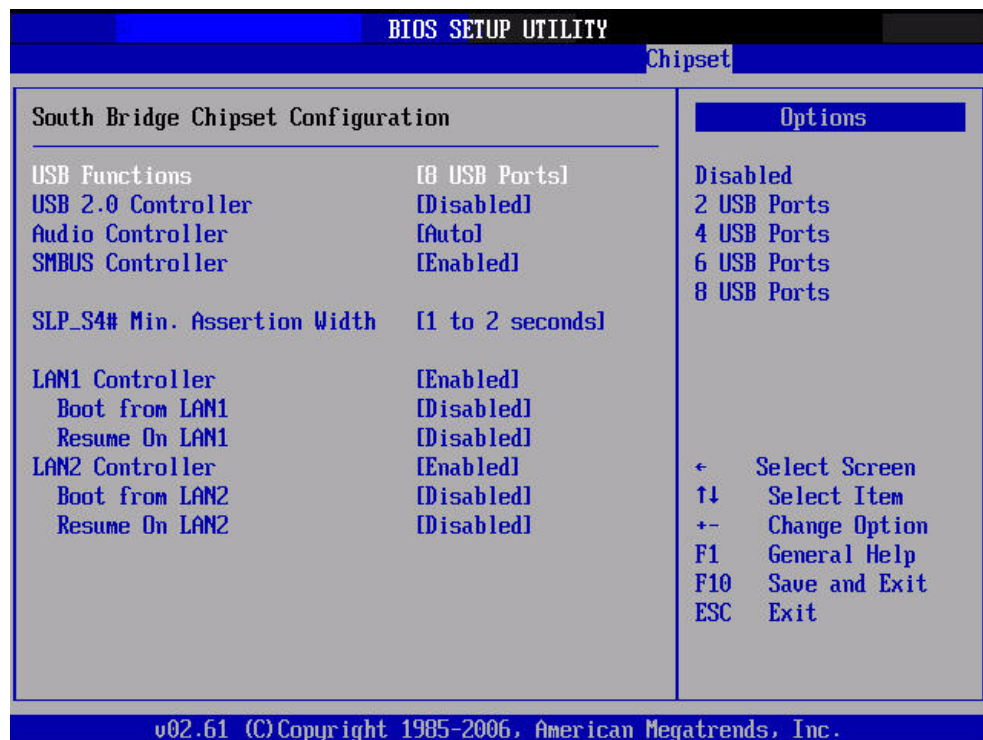 BIOS SETUP UTILITY
Chipset
South Bridge Chipset Configuration
USB Functions [8 USB Ports]
USB 2.0 Controller [Disabled]
Audio Controller [Auto]
SMBUS Controller [Enabled]
SLP_S4# Min. Assertion Width [1 to 2 seconds]
LAN1 Controller [Enabled]
Boot from LAN1 [Disabled]
Resume On LAN1 [Disabled]
LAN2 Controller [Enabled]
Boot from LAN2 [Disabled]
Resume On LAN2 [Disabled]
Options
Disabled
2 USB Ports
4 USB Ports
6 USB Ports
8 USB Ports
← Select Screen
↑↓ Select Item
+- Change Option
F1 General Help
F10 Save and Exit
ESC Exit
v02.61 (C)Copyright 1985-2006, American Megatrends, Inc.